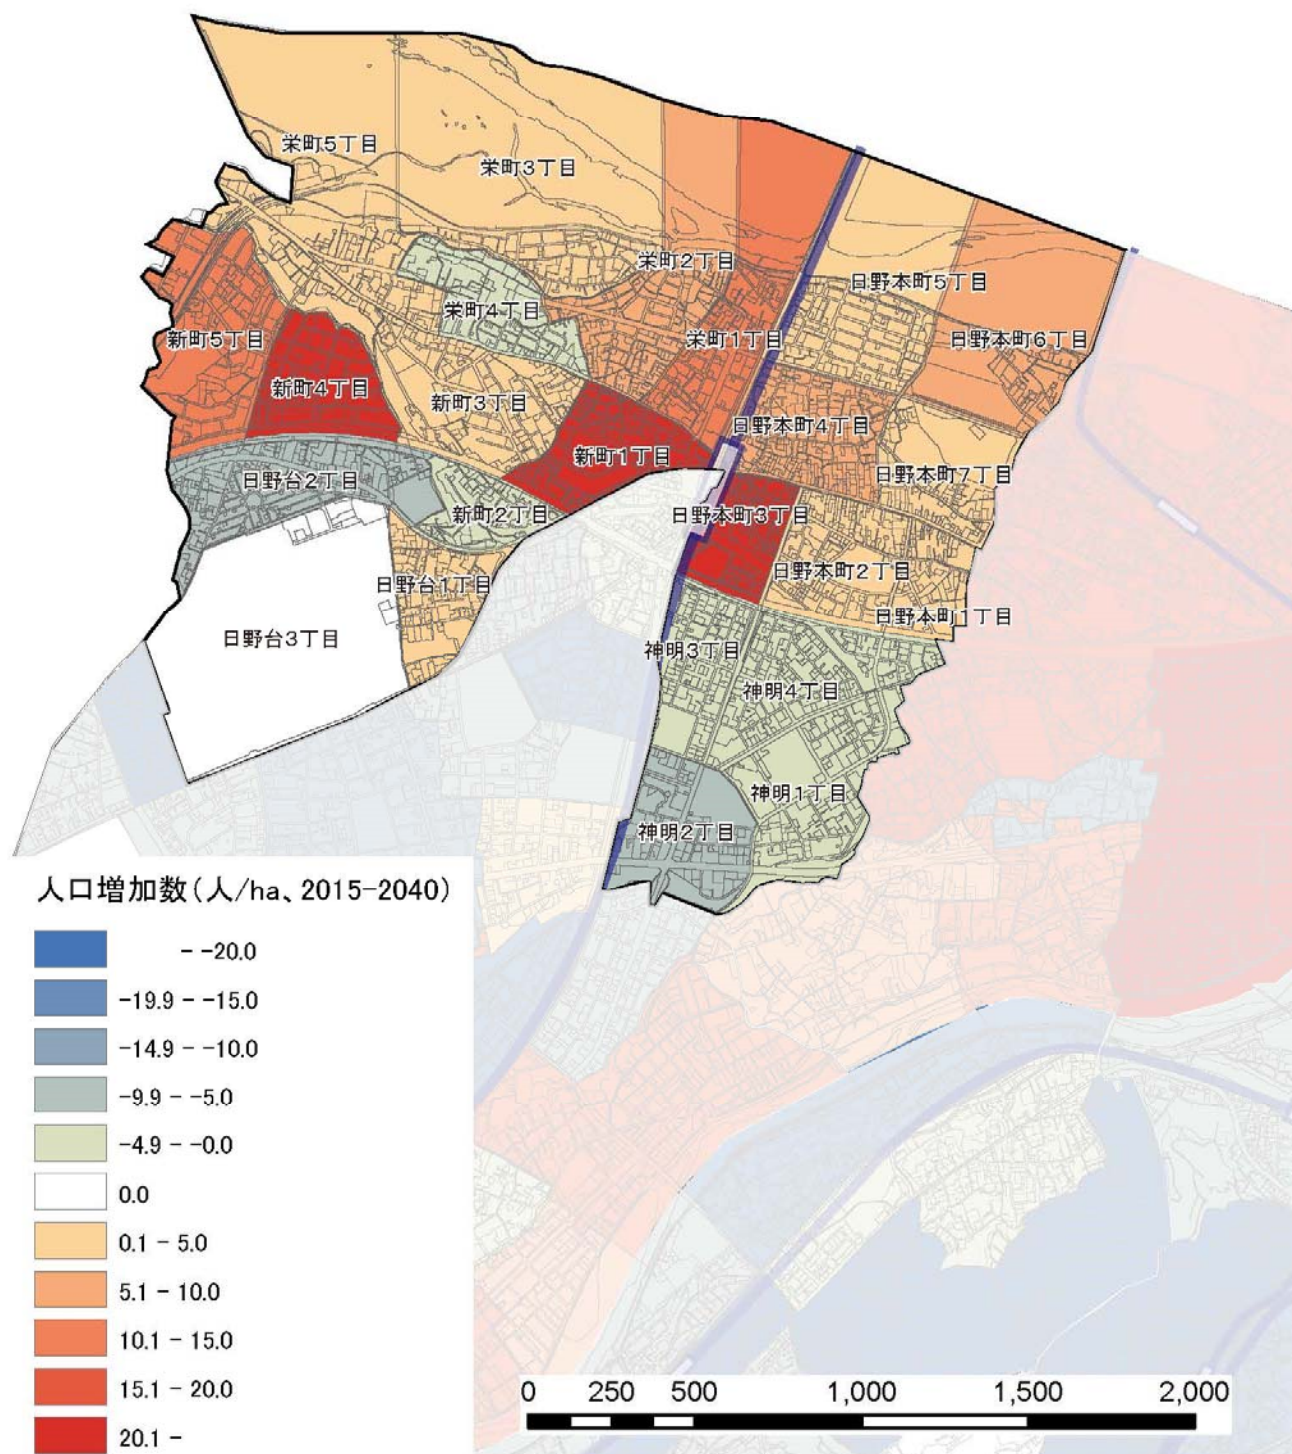 栄町5丁目
栄町3丁目
栄町2丁目
日野本町5丁目
栄町4丁目
新町5丁目
栄町1丁目
日野本町6丁目
新町4丁目
新町3丁目
日野本町4丁目
新町1丁目
日野本町7丁目
日野台2丁目
新町2丁目
日野本町3丁目
日野本町2丁目
日野台1丁目
日野本町1丁目
日野台3丁目
神明3丁目
神明4丁目
神明1丁目
神明2丁目
人口増加数(人/ha、2015-2040)
- -20.0
-19.9 - -15.0
-14.9 - -10.0
-9.9 - -5.0
-4.9 - -0.0
0.0
0.1 - 5.0
5.1 - 10.0
10.1 - 15.0
15.1 - 20.0
20.1 -
0 250 500 1,000 1,500 2,000